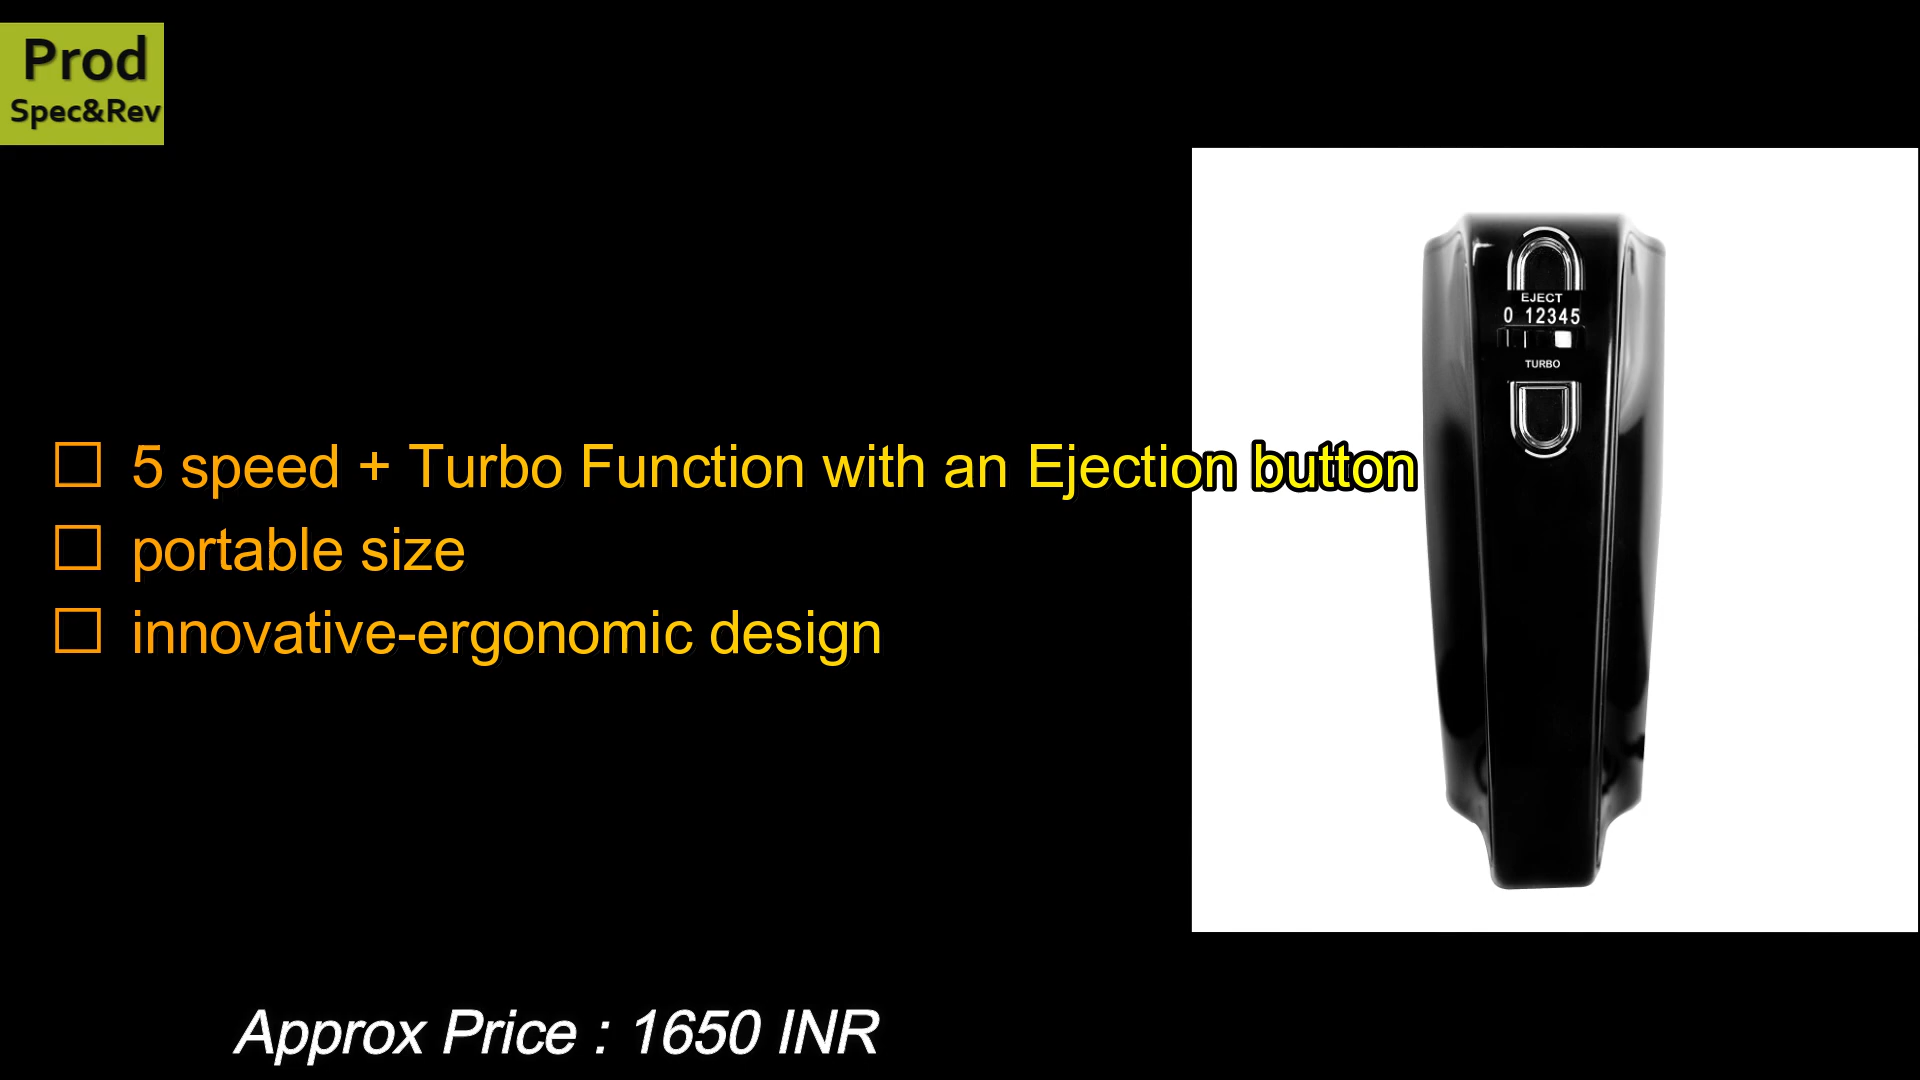 Prod
Spec&Rev
EJECT
0 12345
TURBO
☐ 5 speed + Turbo Function with an Ejection button
☐ portable size
☐ innovative-ergonomic design
Approx Price : 1650 INR